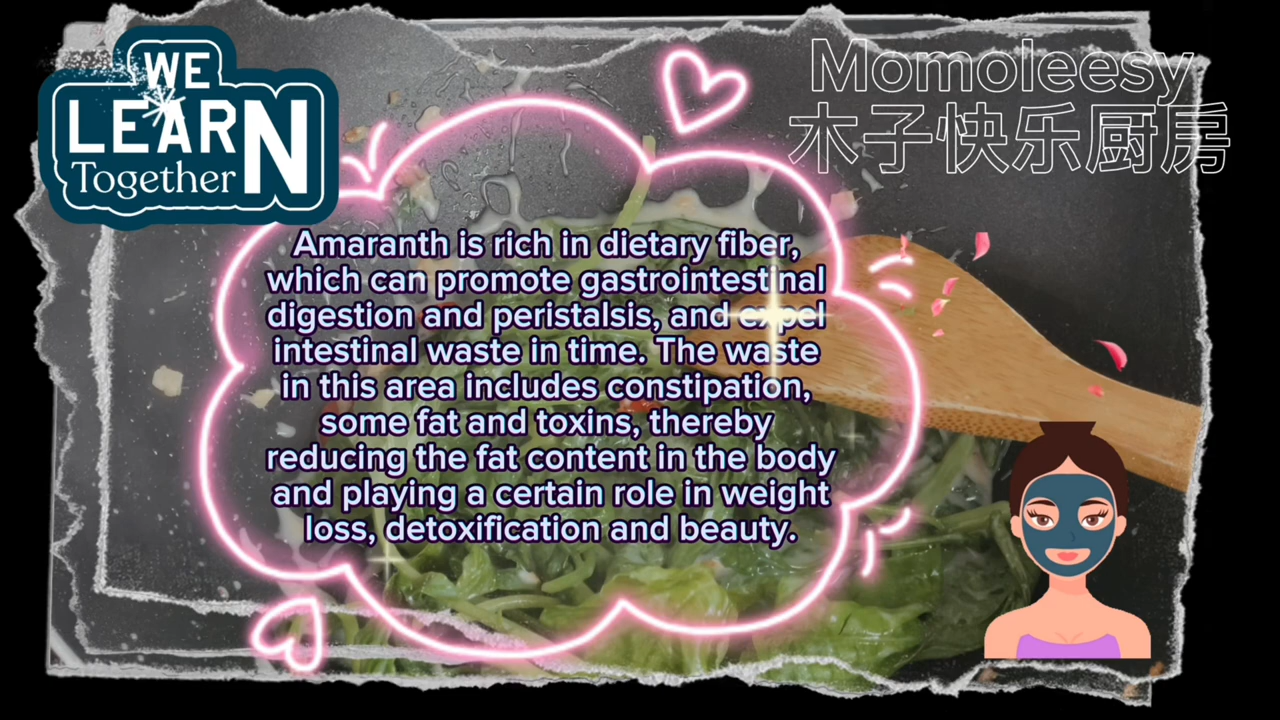 WE
LEARN
Together
Momoleesy
木子快乐厨房
Amaranth is rich in dietary fiber,
which can promote gastrointestinal
digestion and peristalsis, and expel
intestinal waste in time. The waste
in this area includes constipation,
some fat and toxins, thereby
reducing the fat content in the body
and playing a certain role in weight
loss, detoxification and beauty.